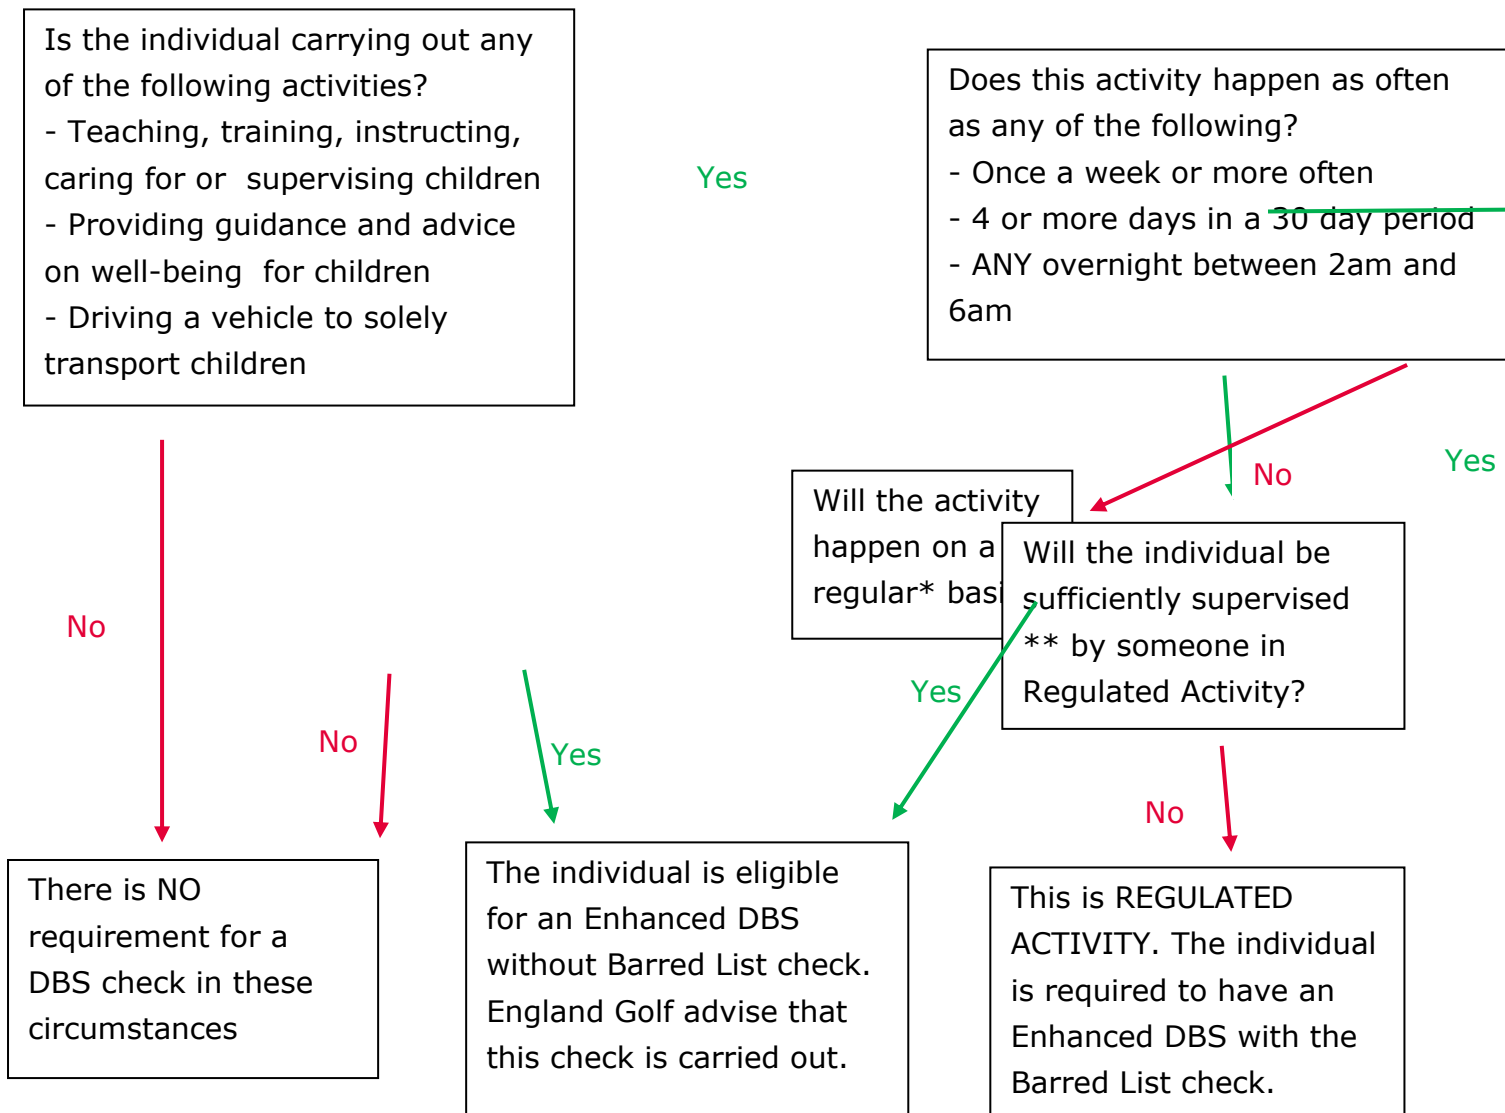 Is the individual carrying out any
of the following activities?
- Teaching, training, instructing,
caring for or supervising children
- Providing guidance and advice
on well-being for children
- Driving a vehicle to solely
transport children
Yes
Does this activity happen as often
as any of the following?
- Once a week or more often
- 4 or more days in a 30 day period
- ANY overnight between 2am and
6am
No
Yes
Will the activity
happen on a
regular*
Will the individual be
sufficiently supervised
** by someone in
Regulated Activity?
No
Yes
No
Yes
No
There is NO
requirement for a
DBS check in these
circumstances
The individual is eligible
for an Enhanced DBS
without Barred List check.
England Golf advise that
this check is carried out.
This is REGULATED
ACTIVITY. The individual
is required to have an
Enhanced DBS with the
Barred List check.